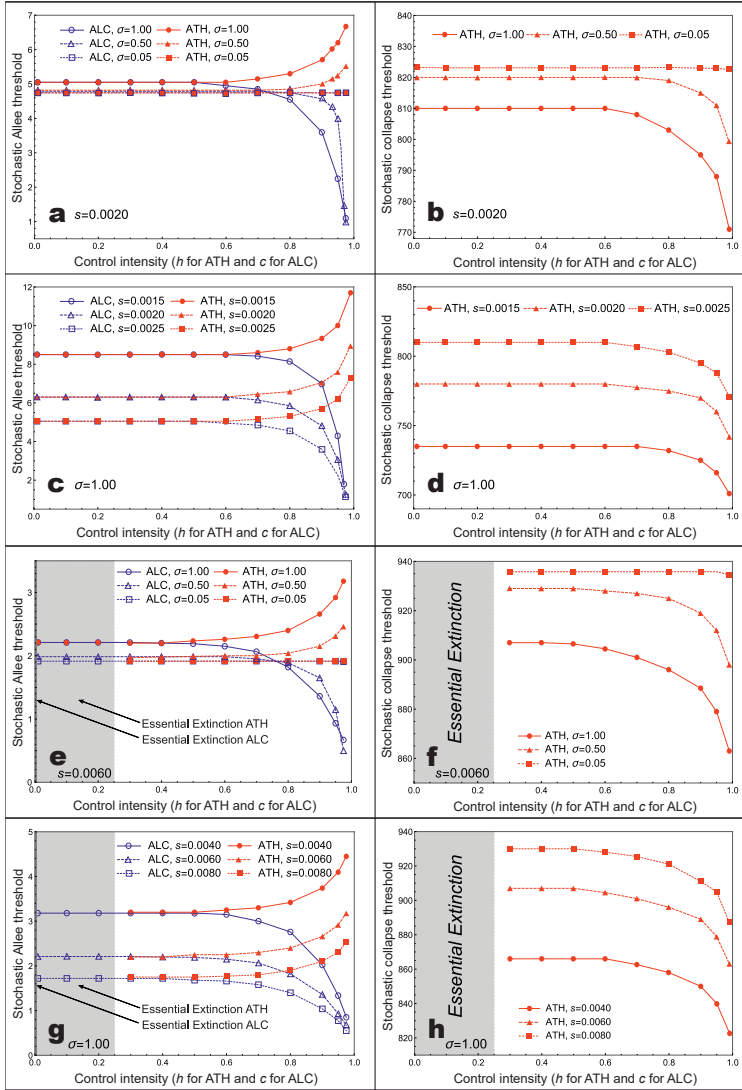 ALC, σ=1.00 ATH, σ=1.00
ALC, σ=0.50 ATH, σ=0.50
ALC, σ=0.05 ATH, σ=0.05
Stochastic Allee threshold
7
6
5
4
3
2
1
a s=0.0020
0.0 0.2 0.4 0.6 0.8 1.0
Control intensity (h for ATH and c for ALC)
ATH, σ=1.00 ATH, σ=0.50 ATH, σ=0.05
Stochastic collapse threshold
840
830
820
810
800
790
780
770
b s=0.0020
0.0 0.2 0.4 0.6 0.8 1.0
Control intensity (h for ATH and c for ALC)
ALC, s=0.0015 ATH, s=0.0015
ALC, s=0.0020 ATH, s=0.0020
ALC, s=0.0025 ATH, s=0.0025
Stochastic Allee threshold
12
10
8
6
4
2
c σ=1.00
0.0 0.2 0.4 0.6 0.8 1.0
Control intensity (h for ATH and c for ALC)
ATH, s=0.0015 ATH, s=0.0020 ATH, s=0.0025
Stochastic collapse threshold
850
800
750
700
d σ=1.00
0.0 0.2 0.4 0.6 0.8 1.0
Control intensity (h for ATH and c for ALC)
ALC, σ=1.00 ATH, σ=1.00
ALC, σ=0.50 ATH, σ=0.50
ALC, σ=0.05 ATH, σ=0.05
Stochastic Allee threshold
3
2
1
0
Essential Extinction ATH
Essential Extinction ALC
e s=0.0060
0.0 0.2 0.4 0.6 0.8 1.0
Control intensity (h for ATH and c for ALC)
Essential Extinction
ATH, σ=1.00
ATH, σ=0.50
ATH, σ=0.05
Stochastic collapse threshold
940
920
900
880
860
f s=0.0060
0.0 0.2 0.4 0.6 0.8 1.0
Control intensity (h for ATH and c for ALC)
ALC, s=0.0040 ATH, s=0.0040
ALC, s=0.0060 ATH, s=0.0060
ALC, s=0.0080 ATH, s=0.0080
Stochastic Allee threshold
5
4
3
2
1
0
Essential Extinction ATH
Essential Extinction ALC
g σ=1.00
0.0 0.2 0.4 0.6 0.8 1.0
Control intensity (h for ATH and c for ALC)
Essential Extinction
ATH, s=0.0040
ATH, s=0.0060
ATH, s=0.0080
Stochastic collapse threshold
940
920
900
880
860
840
820
h σ=1.00
0.0 0.2 0.4 0.6 0.8 1.0
Control intensity (h for ATH and c for ALC)